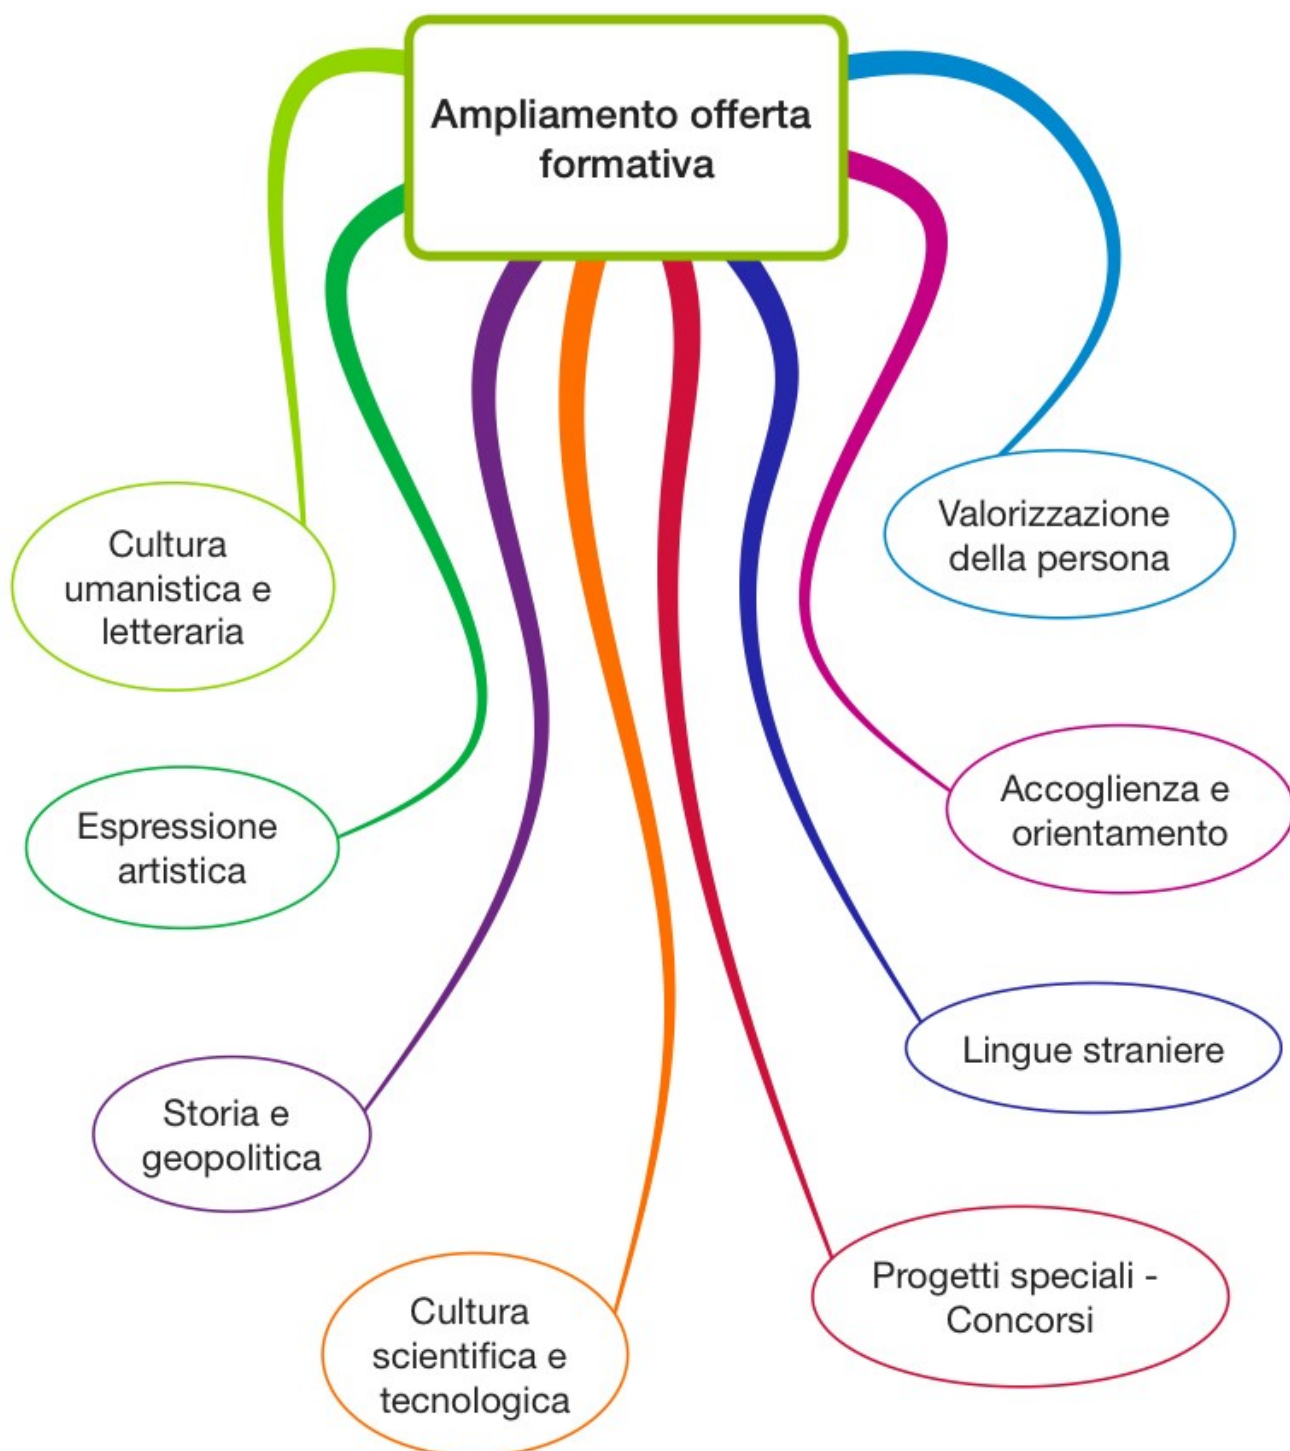 Ampliamento offerta
formativa
Cultura
umanistica e
letteraria
Valorizzazione
della persona
Espressione
artistica
Accoglienza e
orientamento
Storia e
geopolitica
Lingue straniere
Cultura
scientifica e
tecnologica
Progetti speciali -
Concorsi